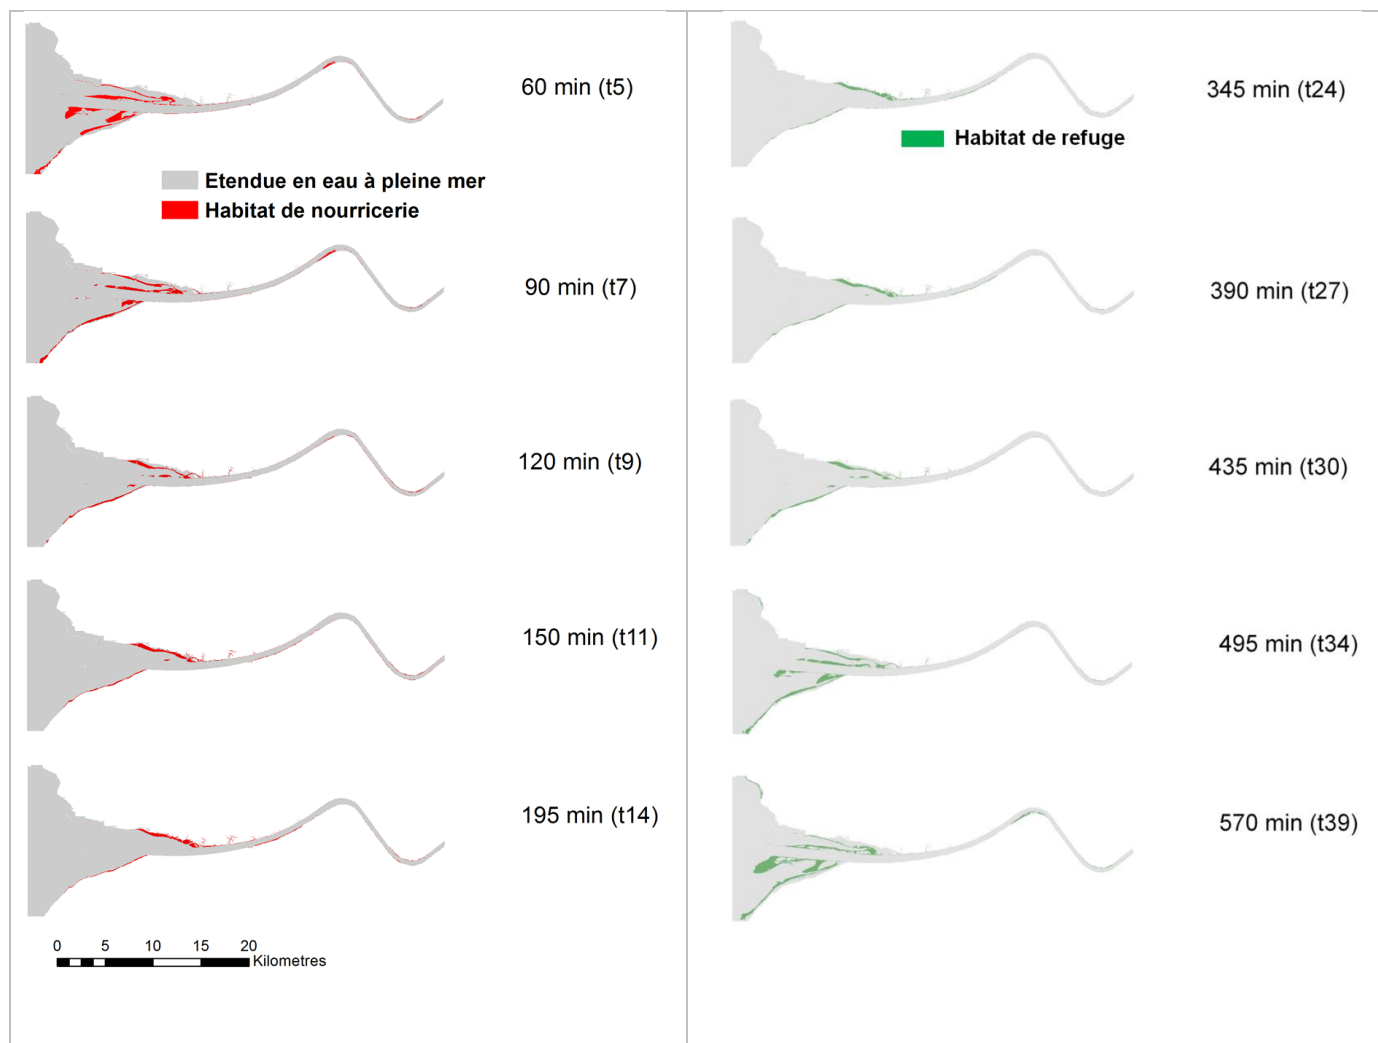 60 min (t5)
Etendue en eau à pleine mer
Habitat de nourricerie
90 min (t7)
120 min (t9)
150 min (t11)
195 min (t14)
0 5 10 15 20
Kilometres
345 min (t24)
Habitat de refuge
390 min (t27)
435 min (t30)
495 min (t34)
570 min (t39)